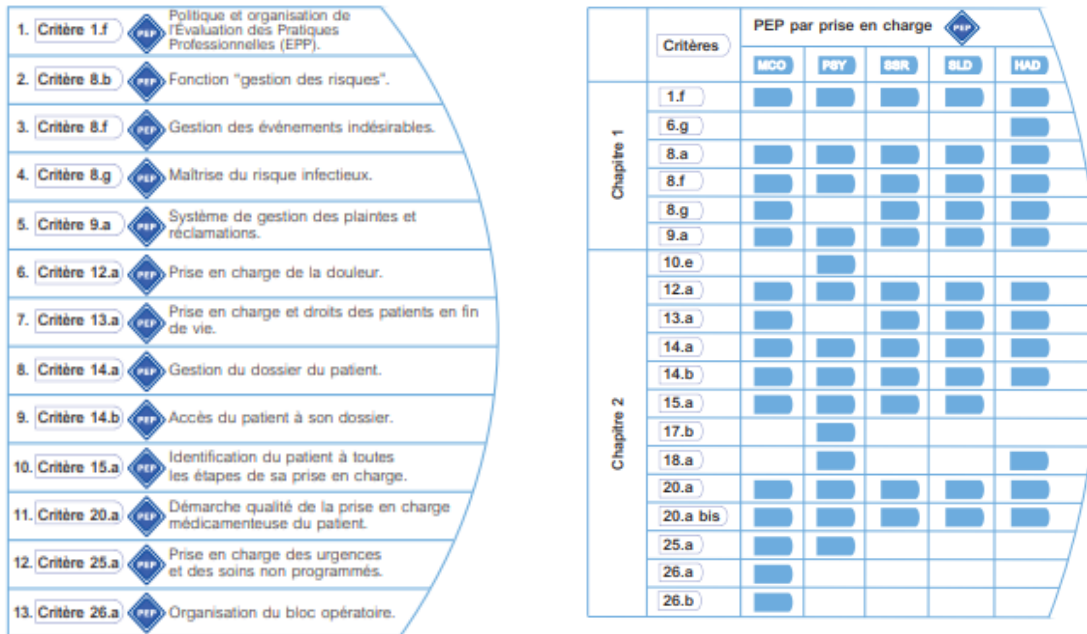 1. Critère 1.f PEP Politique et organisation de
l'Évaluation des Pratiques
Professionnelles (EPP).
2. Critère 8.b PEP Fonction "gestion des risques".
3. Critère 8.f PEP Gestion des événements indésirables.
4. Critère 8.g PEP Maîtrise du risque infectieux.
5. Critère 9.a PEP Système de gestion des plaintes et
réclamations.
6. Critère 12.a PEP Prise en charge de la douleur.
7. Critère 13.a PEP Prise en charge et droits des patients en fin
de vie.
8. Critère 14.a PEP Gestion du dossier du patient.
9. Critère 14.b PEP Accès du patient à son dossier.
10. Critère 15.a PEP Identification du patient à toutes
les étapes de sa prise en charge.
11. Critère 20.a PEP Démarche qualité de la prise en charge
médicamenteuse du patient.
12. Critère 25.a PEP Prise en charge des urgences
et des soins non programmés.
13. Critère 26.a PEP Organisation du bloc opératoire.
Critères
PEP par prise en charge PEP
MCO PSY SSR SLD HAD
Chapitre 1
1.f
6.g
8.a
8.f
8.g
9.a
Chapitre 2
10.e
12.a
13.a
14.a
14.b
15.a
17.b
18.a
20.a
20.a bis
25.a
26.a
26.b